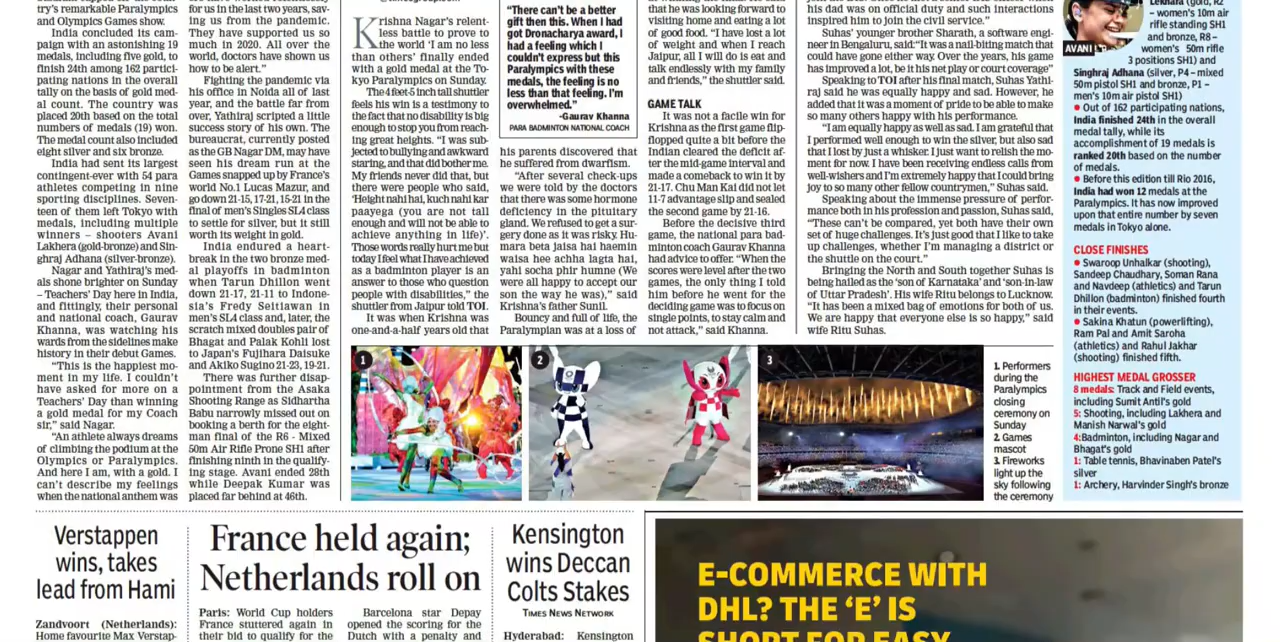 try's remarkable Paralympics
and Olympics Games show.
India concluded its cam-
paign with an astonishing 19
medals, including five gold, to
finish 24th among 162 partici-
pating nations in the overall
tally on the basis of gold med-
al count. The country was
placed 20th based on the total
numbers of medals (19) won.
The medal count also included
eight silver and six bronze.
India had sent its largest
contingent-ever with 54 para
athletes competing in nine
sporting disciplines. Seven-
teen of them left Tokyo with
medals, including multiple
winners – shooters Avani
Lakhera (gold-bronze) and Sin-
ghraj Adhana (silver-bronze).
Nagar and Yathiraj's med-
als shone brighter on Sunday
– Teachers' Day here in India,
and fittingly, their personal
and national coach, Gaurav
Khanna, was watching his
wards from the sidelines make
history in their debut Games.
"This is the happiest mo-
ment in my life. I couldn't
have asked for more on a
Teachers' Day than winning
a gold medal for my Coach
sir," said Nagar.
"An athlete always dreams
of climbing the podium at the
Olympics or Paralympics.
And here I am, with a gold. I
can't describe my feelings
when the national anthem was
for us in the last two years, sav-
ing us from the pandemic.
They have supported us so
much in 2020. All over the
world, doctors have shown us
how to be alert."
Fighting the pandemic via
his office in Noida all of last
year, and the battle far from
over, Yathiraj scripted a little
success story of his own. The
bureaucrat, currently posted
as the GB Nagar DM, may have
seen his dream run at the
Games snapped up by France's
world No.1 Lucas Mazur, and
go down 21-15, 17-21, 15-21 in the
final of men's Singles SL4 class
to settle for silver, but it still
worth its weight in gold.
India endured a heart-
break in the two bronze med-
al playoffs in badminton
when Tarun Dhillon went
down 21-17, 21-11 to Indone-
sia's Fredy Seitiawan in
men's SL4 class and, later, the
scratch mixed doubles pair of
Bhagat and Palak Kohli lost
to Japan's Fujihara Daisuke
and Akiko Sugino 21-23, 19-21.
There was further disap-
pointment from the Asaka
Shooting Range as Sidhartha
Babu narrowly missed out on
booking a berth for the eight-
man final of the R6 - Mixed
50m Air Rifle Prone SH1 after
finishing ninth in the qualify-
ing stage. Avani ended 28th
while Deepak Kumar was
placed far behind at 46th.
Krishna Nagar's relent-
less battle to prove to
the world 'I am no less
than others' finally ended
with a gold medal at the To-
kyo Paralympics on Sunday.
The 4 feet-5 inch tall shuttler
feels his win is a testimony to
the fact that no disability is big
enough to stop you from reach-
ing great heights. "I was sub-
jected to bullying and awkward
staring, and that did bother me.
My friends never did that, but
there were people who said,
'Height nahi hai, kuch nahi kar
paayega (you are not tall
enough and will not be able to
achieve anything in life)'.
Those words really hurt me but
today I feel what I have achieved
as a badminton player is an
answer to those who question
people with disabilities," the
shuttler from Jaipur told TOI.
It was when Krishna was
one-and-a-half years old that
"There can't be a better
gift then this. When I had
got Dronacharya award, I
had a feeling which I
couldn't express but this
Paralympics with these
medals, the feeling is no
less than that feeling. I'm
overwhelmed."
-Gaurav Khanna
PARA BADMINTON NATIONAL COACH
his parents discovered that
he suffered from dwarfism.
"After several check-ups
we were told by the doctors
that there was some hormone
deficiency in the pituitary
gland. We refused to get a sur-
gery done as it was risky. Hu-
mara beta jaisa hai haemin
waisa hee achha lagta hai,
yahi socha phir humne (We
were all happy to accept our
son the way he was)," said
Krishna's father Sunil.
Bouncy and full of life, the
Paralympian was at a loss of
that he was looking forward to
visiting home and eating a lot
of good food. "I have lost a lot
of weight and when I reach
Jaipur, all I will do is eat and
talk endlessly with my family
and friends," the shuttler said.
GAME TALK
It was not a facile win for
Krishna as the first game flip-
flopped quite a bit before the
Indian cleared the deficit af-
ter the mid-game interval and
made a comeback to win it by
21-17. Chu Man Kai did not let
11-7 advantage slip and sealed
the second game by 21-16.
Before the decisive third
game, the national para bad-
minton coach Gaurav Khanna
had advice to offer. "When the
scores were level after the two
games, the only thing I told
him before he went for the
deciding game was to focus on
single points, to stay calm and
not attack," said Khanna.
his dad was on official duty and such interactions
inspired him to join the civil service."
Suhas' younger brother Sharath, a software engi-
neer in Bengaluru, said:"It was a nail-biting match that
could have gone either way. Over the years, his game
has improved a lot, be it his net play or court coverage"
Speaking to TOI after his final match, Suhas Yathi-
raj said he was equally happy and sad. However, he
added that it was a moment of pride to be able to make
so many others happy with his performance.
"I am equally happy as well as sad. I am grateful that
I performed well enough to win the silver, but also sad
that I lost by just a whisker. I just want to relish the mo-
ment for now. I have been receiving endless calls from
well-wishers and I'm extremely happy that I could bring
joy to so many other fellow countrymen," Suhas said.
Speaking about the immense pressure of perfor-
mance both in his profession and passion, Suhas said,
"These can't be compared, yet both have their own
set of huge challenges. It's just good that I like to take
up challenges, whether I'm managing a district or
the shuttle on the court."
Bringing the North and South together Suhas is
being hailed as the 'son of Karnataka' and 'son-in-law
of Uttar Pradesh'. His wife Ritu belongs to Lucknow.
"It has been a mixed bag of emotions for both of us.
We are happy that everyone else is so happy," said
wife Ritu Suhas.
AVANI
Lekhara (gold, R2
– women's 10m air
rifle standing SH1
and bronze, R8 –
women's 50m rifle
3 positions SH1) and
Singhraj Adhana (silver, P4 – mixed
50m pistol SH1 and bronze, P1 –
men's 10m air pistol SH1)
● Out of 162 participating nations,
India finished 24th in the overall
medal tally, while its
accomplishment of 19 medals is
ranked 20th based on the number
of medals.
● Before this edition till Rio 2016,
India had won 12 medals at the
Paralympics. It has now improved
upon that entire number by seven
medals in Tokyo alone.
CLOSE FINISHES
● Swaroop Unhalkar (shooting),
Sandeep Chaudhary, Soman Rana
and Navdeep (athletics) and Tarun
Dhillon (badminton) finished fourth
in their events.
● Sakina Khatun (powerlifting),
Ram Pal and Amit Saroha
(athletics) and Rahul Jakhar
(shooting) finished fifth.
HIGHEST MEDAL GROSSER
8 medals: Track and Field events,
including Sumit Antil's gold
5: Shooting, including Lakhera and
Manish Narwal's gold
4:Badminton, including Nagar and
Bhagat's gold
1: Table tennis, Bhavinaben Patel's
silver
1: Archery, Harvinder Singh's bronze
1
2
3
1. Performers
during the
Paralympics
closing
ceremony on
Sunday
2. Games
mascot
3. Fireworks
light up the
sky following
the ceremony
Verstappen
wins, takes
lead from Hami
Zandvoort (Netherlands):
Home favourite Max Verstap-
France held again;
Netherlands roll on
Paris: World Cup holders
France stuttered again in
their bid to qualify for the
Barcelona star Depay
opened the scoring for the
Dutch with a penalty and
Kensington
wins Deccan
Colts Stakes
TIMES NEWS NETWORK
Hyderabad: Kensington
E-COMMERCE WITH
DHL? THE 'E' IS
SHORT FOR EASY